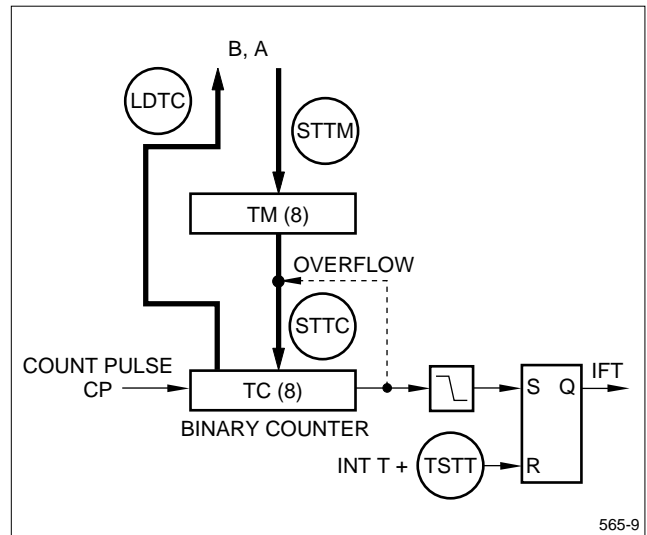 B, A
LDTC
STTM
TM (8)
OVERFLOW
STTC
COUNT PULSE
CP
TC (8)
BINARY COUNTER
S Q
IFT
INT T +
TSTT
R
565-9